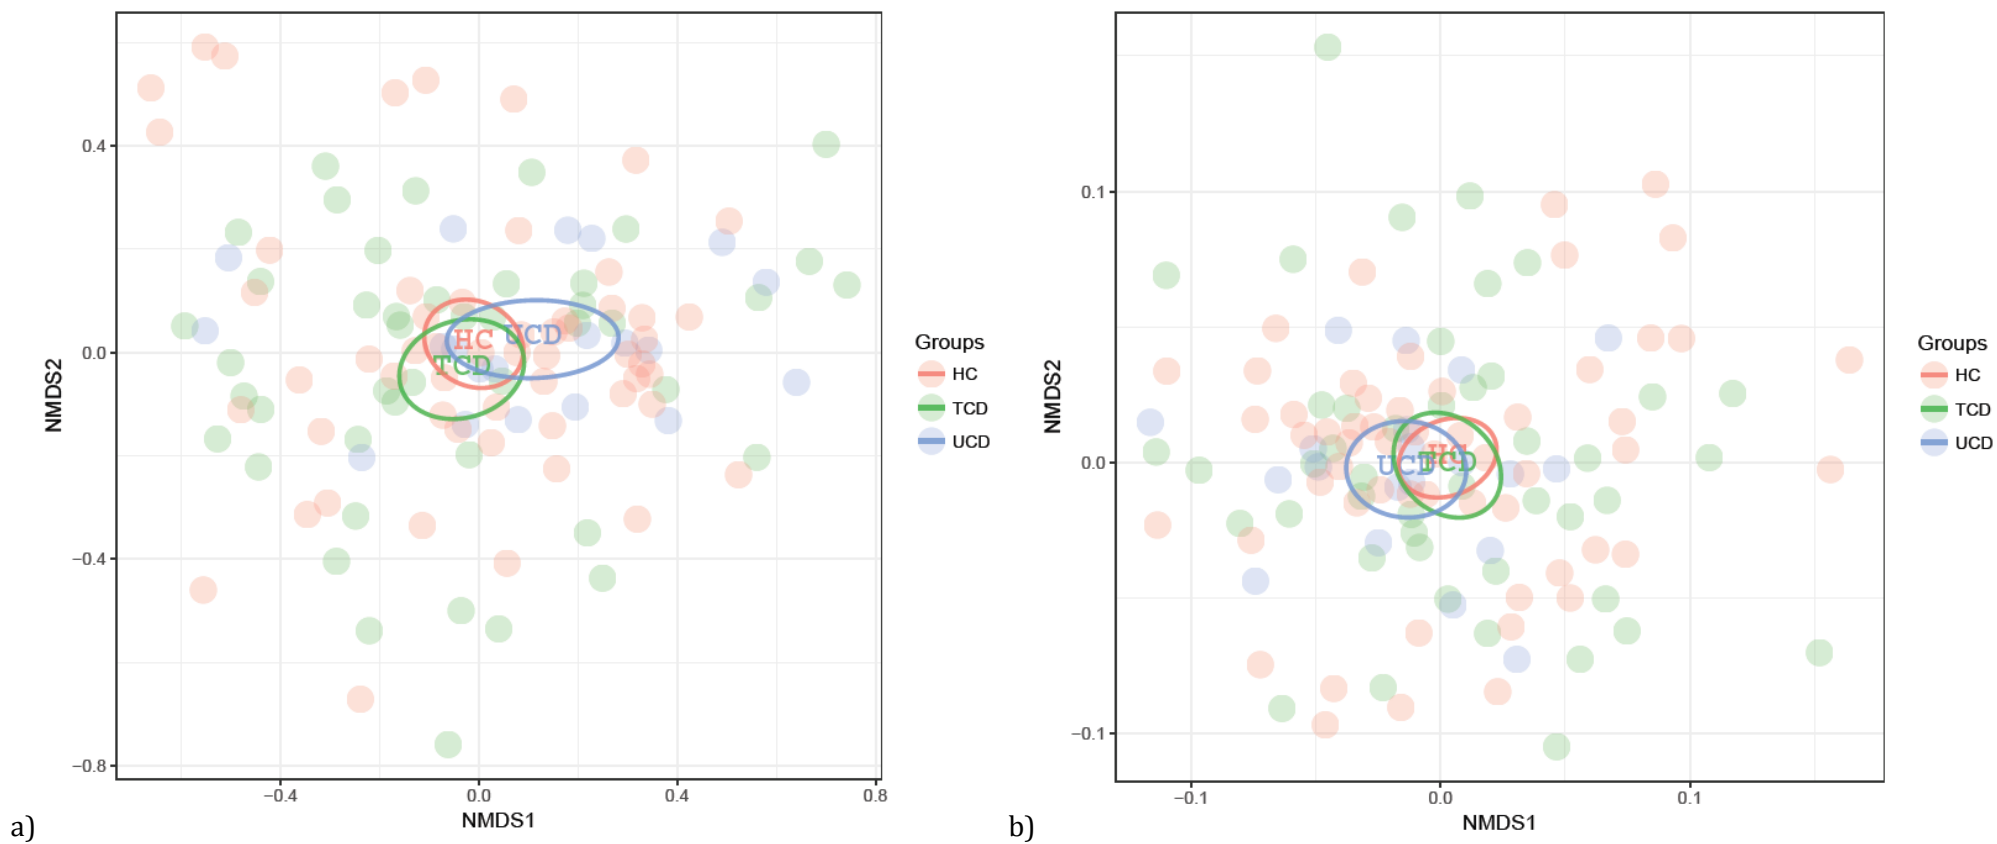 0.4
0.0
−0.4
−0.8
NMDS2
−0.4
0.0
0.4
0.8
NMDS1
HC
UCD
TCD
Groups
HC
TCD
UCD
a)
0.1
0.0
−0.1
NMDS2
−0.1
0.0
0.1
NMDS1
HC
UCD
TCD
Groups
HC
TCD
UCD
b)